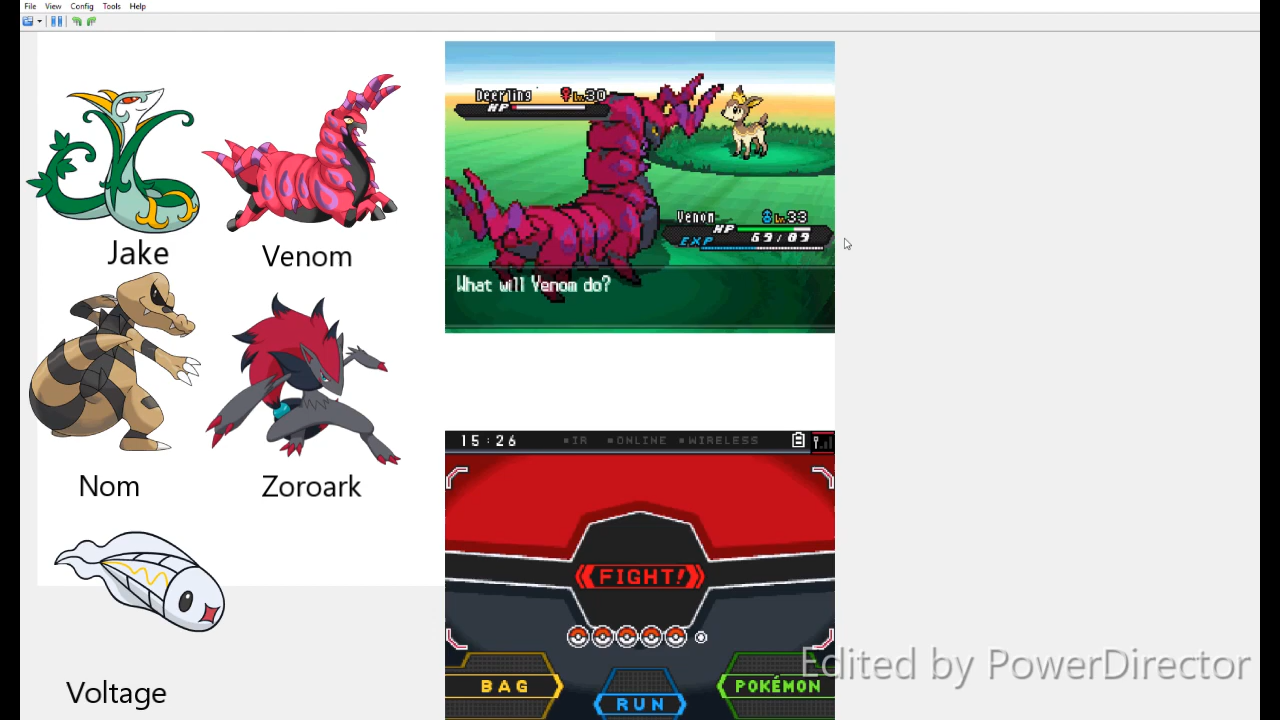 File View Config Tools Help
Jake
Venom
Nom
Zoroark
Voltage
Deerling Lv.30
HP
Venom Lv.33
HP
EXP 69/89
What will Venom do?
15:26 IR ONLINE WIRELESS
FIGHT!
BAG
RUN
POKÉMON
Edited by PowerDirector